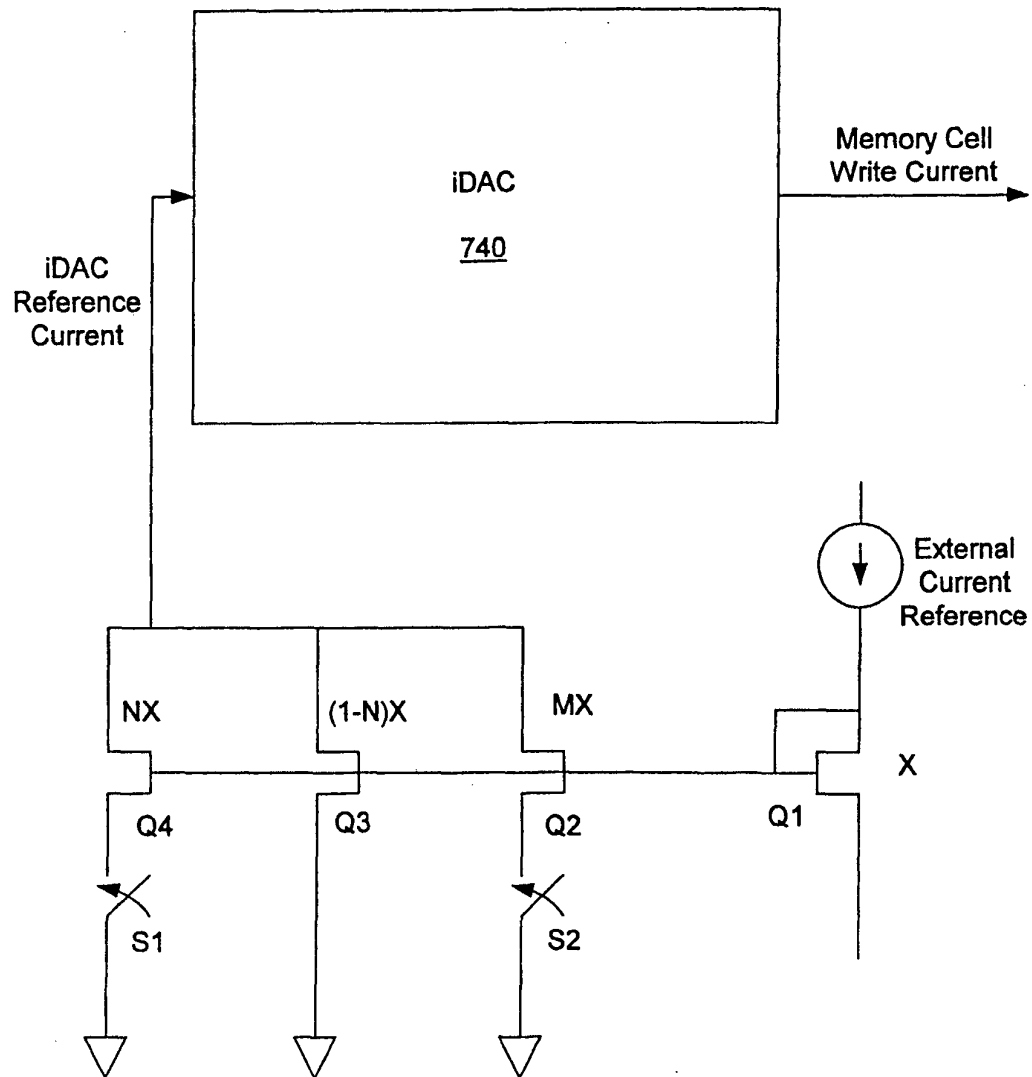 iDAC
740
Memory Cell
Write Current
iDAC
Reference
Current
External
Current
Reference
NX
(1-N)X
MX
X
Q4
Q3
Q2
Q1
S1
S2